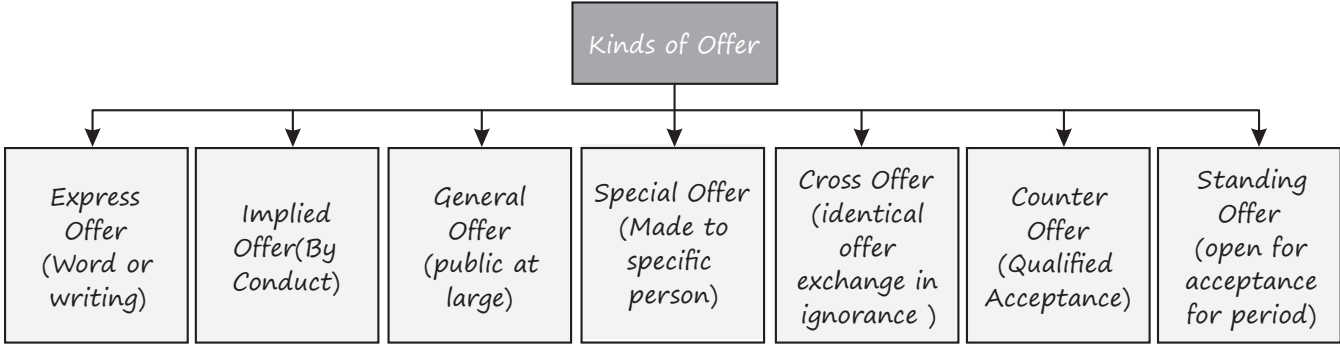 Kinds of Offer
Express
Offer
(Word or
writing)
Implied
Offer(By
Conduct)
General
Offer
(public at
large)
Special Offer
(Made to
specific
person)
Cross Offer
(identical
offer
exchange in
ignorance )
Counter
Offer
(Qualified
Acceptance)
Standing
Offer
(open for
acceptance
for period)